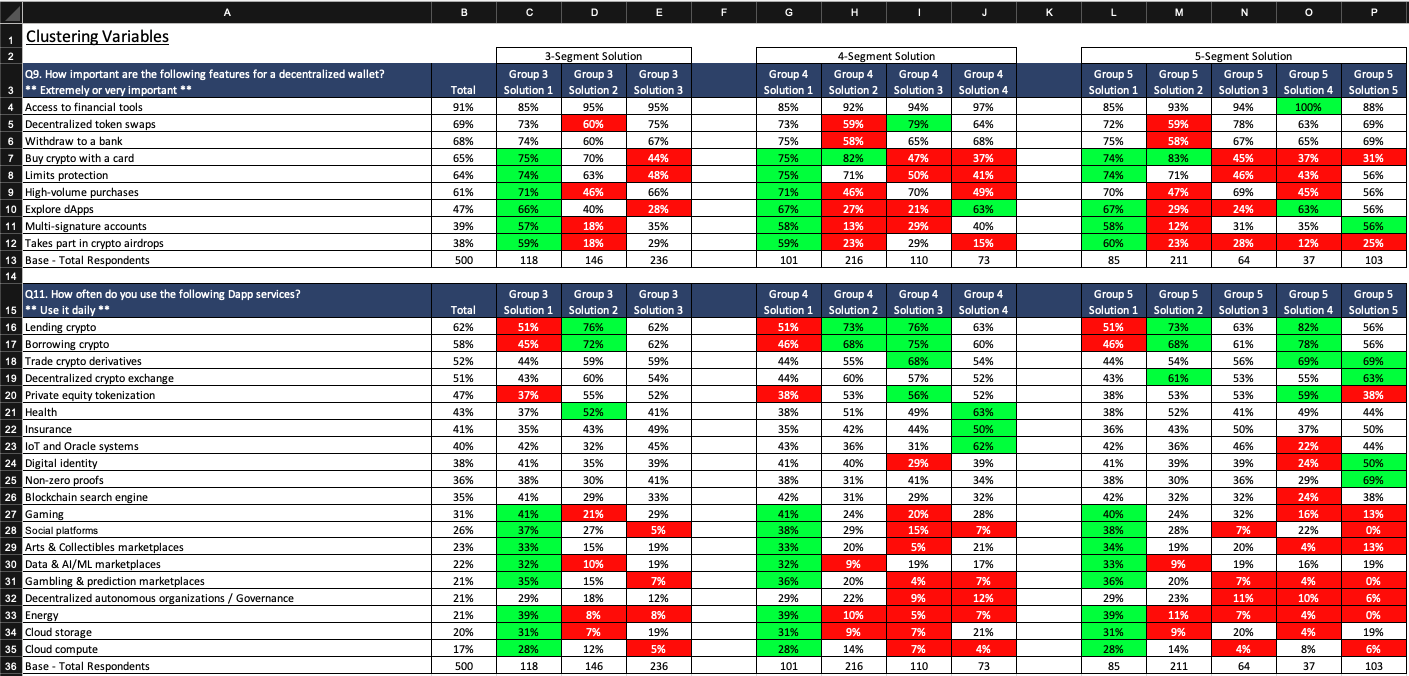 A B C D E F G H I J K L M N O P
1 Clustering Variables
2 3-Segment Solution 4-Segment Solution 5-Segment Solution
Q9. How important are the following features for a decentralized wallet? Group 3 Group 3 Group 3 Group 4 Group 4 Group 4 Group 4 Group 5 Group 5 Group 5 Group 5 Group 5
3 ** Extremely or very important ** Total Solution 1 Solution 2 Solution 3 Solution 1 Solution 2 Solution 3 Solution 4 Solution 1 Solution 2 Solution 3 Solution 4 Solution 5
4 Access to financial tools 91% 85% 95% 95% 85% 92% 94% 97% 85% 93% 94% 100% 88%
5 Decentralized token swaps 69% 73% 60% 75% 73% 59% 79% 64% 72% 59% 78% 63% 69%
6 Withdraw to a bank 68% 74% 60% 67% 75% 58% 65% 68% 75% 58% 67% 65% 69%
7 Buy crypto with a card 65% 75% 70% 44% 75% 82% 47% 37% 74% 83% 45% 37% 31%
8 Limits protection 64% 74% 63% 48% 75% 71% 50% 41% 74% 71% 46% 43% 56%
9 High-volume purchases 61% 71% 46% 66% 71% 46% 70% 49% 70% 47% 69% 45% 56%
10 Explore dApps 47% 66% 40% 28% 67% 27% 21% 63% 67% 29% 24% 63% 56%
11 Multi-signature accounts 39% 57% 18% 35% 58% 13% 29% 40% 58% 12% 31% 35% 56%
12 Takes part in crypto airdrops 38% 59% 18% 29% 59% 23% 29% 15% 60% 23% 28% 12% 25%
13 Base - Total Respondents 500 118 146 236 101 216 110 73 85 211 64 37 103
14
Q11. How often do you use the following Dapp services? Group 3 Group 3 Group 3 Group 4 Group 4 Group 4 Group 4 Group 5 Group 5 Group 5 Group 5 Group 5
15 ** Use it daily ** Total Solution 1 Solution 2 Solution 3 Solution 1 Solution 2 Solution 3 Solution 4 Solution 1 Solution 2 Solution 3 Solution 4 Solution 5
16 Lending crypto 62% 51% 76% 62% 51% 73% 76% 63% 51% 73% 63% 82% 56%
17 Borrowing crypto 58% 45% 72% 62% 46% 68% 75% 60% 46% 68% 61% 78% 56%
18 Trade crypto derivatives 52% 44% 59% 59% 44% 55% 68% 54% 44% 54% 56% 69% 69%
19 Decentralized crypto exchange 51% 43% 60% 54% 44% 60% 57% 52% 43% 61% 53% 55% 63%
20 Private equity tokenization 47% 37% 55% 52% 38% 53% 56% 52% 38% 53% 53% 59% 38%
21 Health 43% 37% 52% 41% 38% 51% 49% 63% 38% 52% 41% 49% 44%
22 Insurance 41% 35% 43% 49% 35% 42% 44% 50% 36% 43% 50% 37% 50%
23 IoT and Oracle systems 40% 42% 32% 45% 43% 36% 31% 62% 42% 36% 46% 22% 44%
24 Digital identity 38% 41% 35% 39% 41% 40% 29% 39% 41% 39% 39% 24% 50%
25 Non-zero proofs 36% 38% 30% 41% 38% 31% 41% 34% 38% 30% 36% 29% 69%
26 Blockchain search engine 35% 41% 29% 33% 42% 31% 29% 32% 42% 32% 32% 24% 38%
27 Gaming 31% 41% 21% 29% 41% 24% 20% 28% 40% 24% 32% 16% 13%
28 Social platforms 26% 37% 27% 5% 38% 29% 15% 7% 38% 28% 7% 22% 0%
29 Arts & Collectibles marketplaces 23% 33% 15% 19% 33% 20% 5% 21% 34% 19% 20% 4% 13%
30 Data & AI/ML marketplaces 22% 32% 10% 19% 32% 9% 19% 17% 33% 9% 19% 16% 19%
31 Gambling & prediction marketplaces 21% 35% 15% 7% 36% 20% 4% 7% 36% 20% 7% 4% 0%
32 Decentralized autonomous organizations / Governance 21% 29% 18% 12% 29% 22% 9% 12% 29% 23% 11% 10% 6%
33 Energy 21% 39% 8% 8% 39% 10% 5% 7% 39% 11% 7% 4% 0%
34 Cloud storage 20% 31% 7% 19% 31% 9% 7% 21% 31% 9% 20% 4% 19%
35 Cloud compute 17% 28% 12% 5% 28% 14% 7% 4% 28% 14% 4% 8% 6%
36 Base - Total Respondents 500 118 146 236 101 216 110 73 85 211 64 37 103